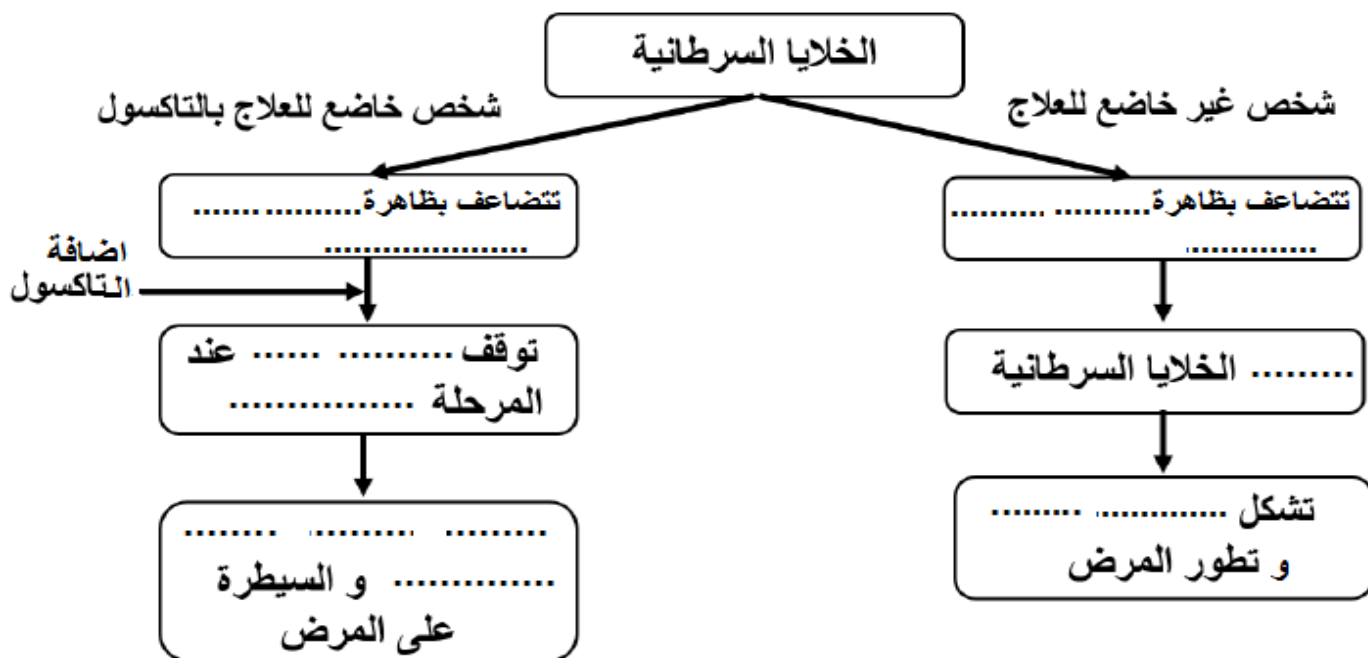 الخلايا السرطانية
شخص غير خاضع للعلاج
شخص خاضع للعلاج بالتاكسول
تتضاعف بظاهرة.......... ..........
.............
تتضاعف بظاهرة.......... .......
.....................
اضافة
التاكسول
......... الخلايا السرطانية
توقف .......... ...... عند
المرحلة ................
تشكل ............. ........
و تطور المرض
......... ......... ........
.............. و السيطرة
على المرض